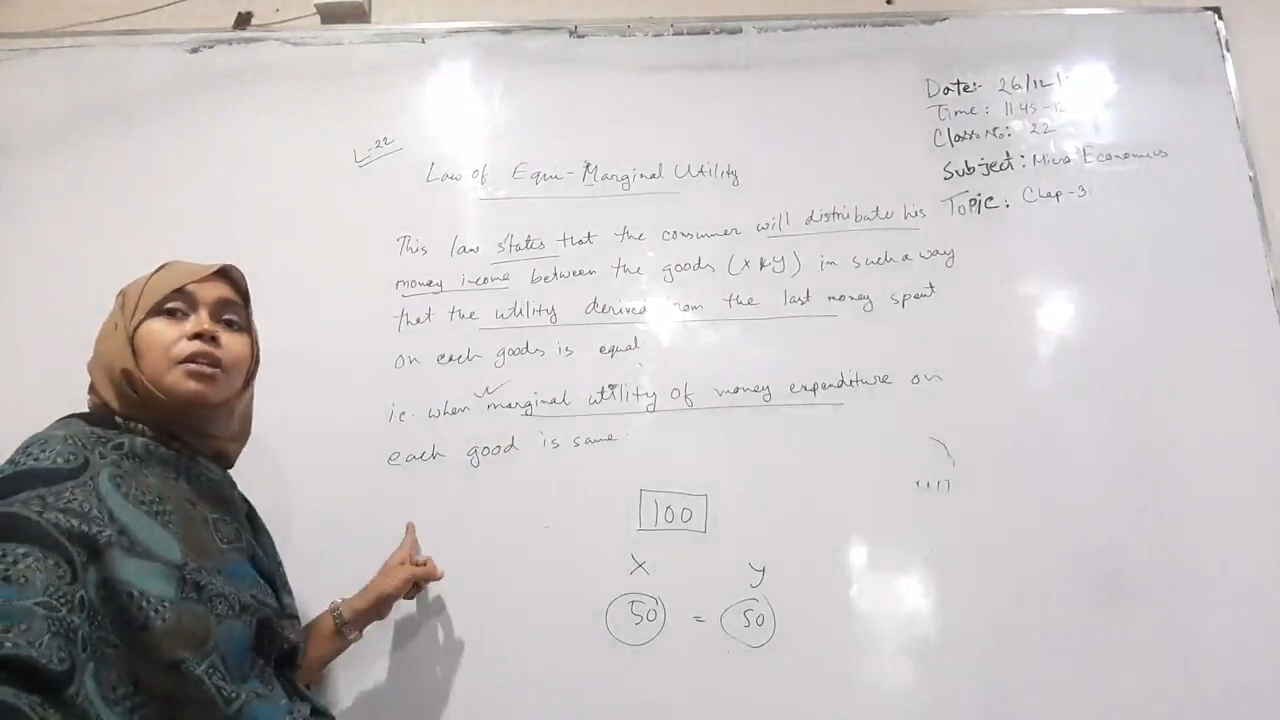 Date:- 26/12/
Time: 11:45-12
Class No: 22
Subject: Micro Economics
Topic: Chap-3
L-22
Law of Equi-Marginal Utility
This law states that the consumer will distribute his
money income between the goods (X & Y) in such a way
that the utility derived from the last money spent
on each goods is equal.
i.e. when marginal utility of money expenditure on
each good is same.
100
X Y
50 = 50